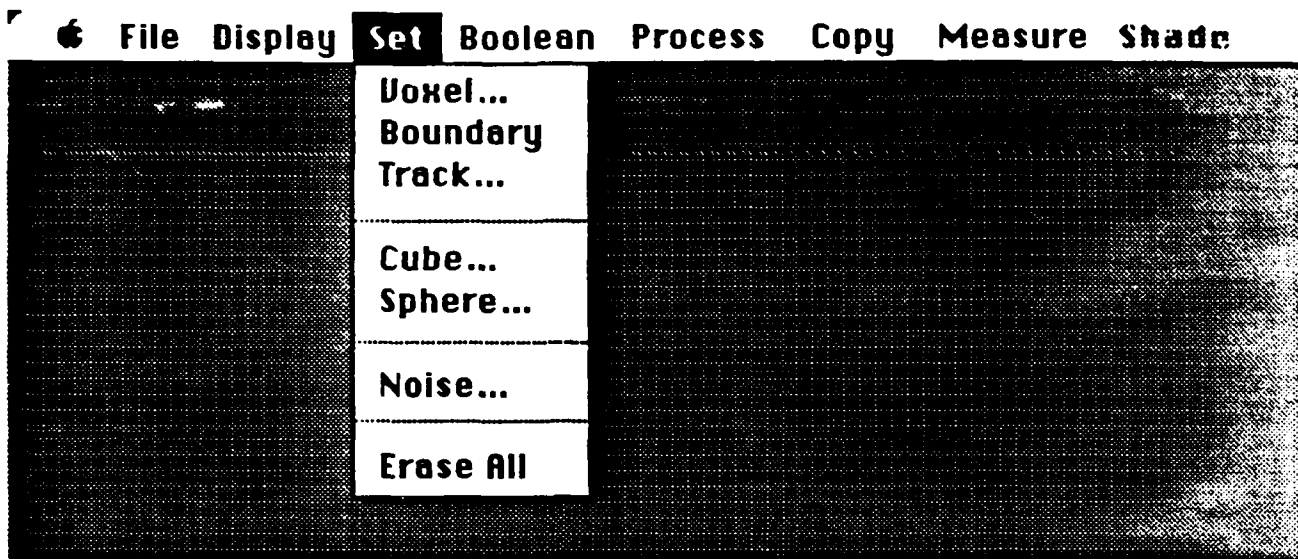 File Display Set Boolean Process Copy Measure Shade
Voxel...
Boundary
Track...
Cube...
Sphere...
Noise...
Erase All